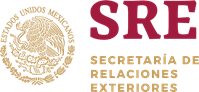 ESTADOS UNIDOS MEXICANOS
SRE
SECRETARÍA DE
RELACIONES
EXTERIORES